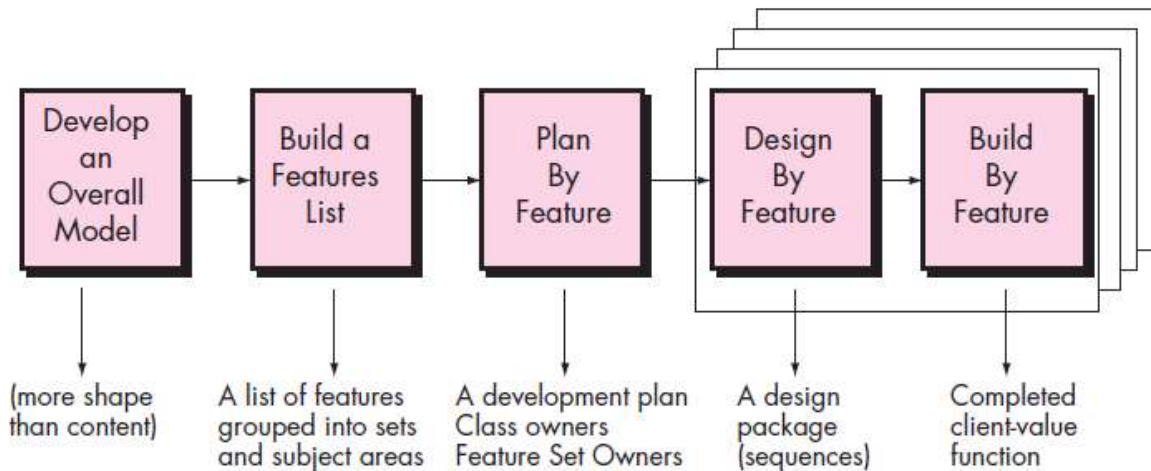 Develop
an
Overall
Model
Build a
Features
List
Plan
By
Feature
Design
By
Feature
Build
By
Feature
(more shape
than content)
A list of features
grouped into sets
and subject areas
A development plan
Class owners
Feature Set Owners
A design
package
(sequences)
Completed
client-value
function